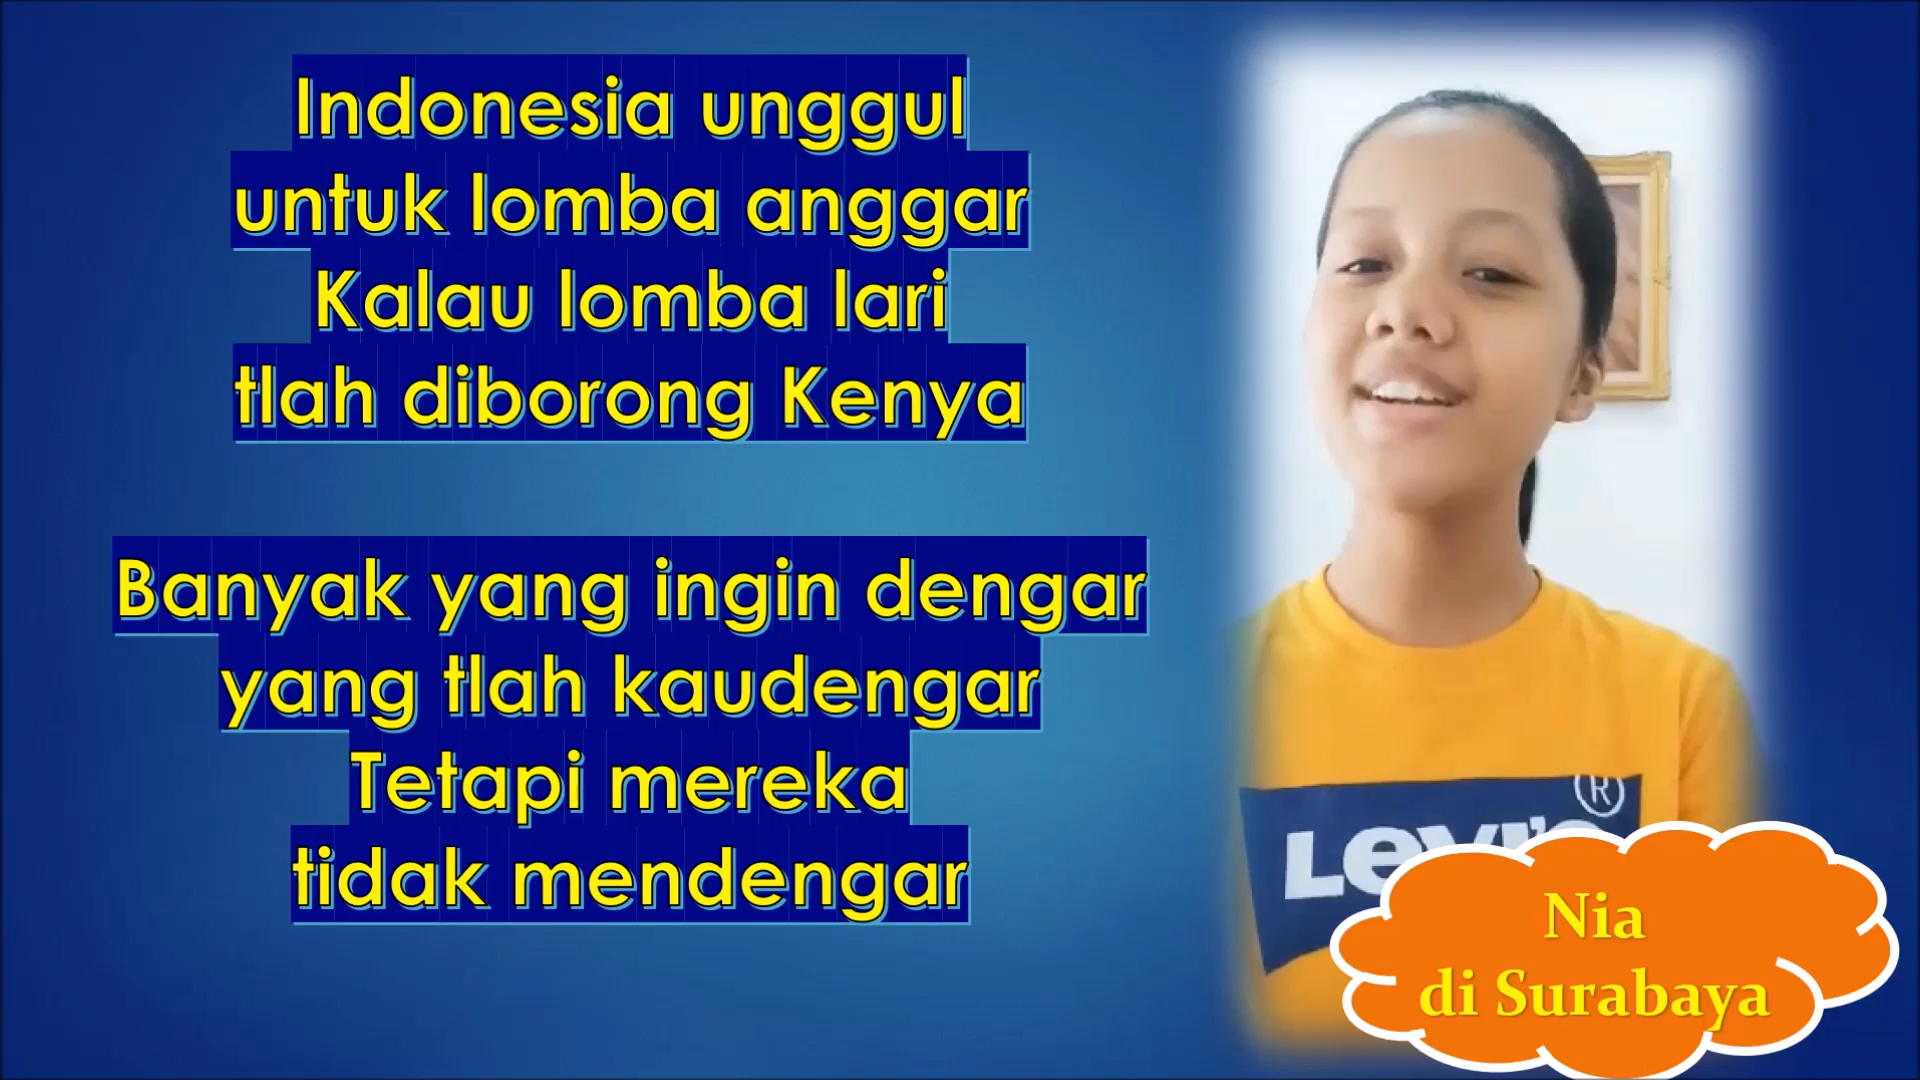 Indonesia unggul
untuk lomba anggar
Kalau lomba lari
tlah diborong Kenya
Banyak yang ingin dengar
yang tlah kaudengar
Tetapi mereka
tidak mendengar
®
Nia
di Surabaya